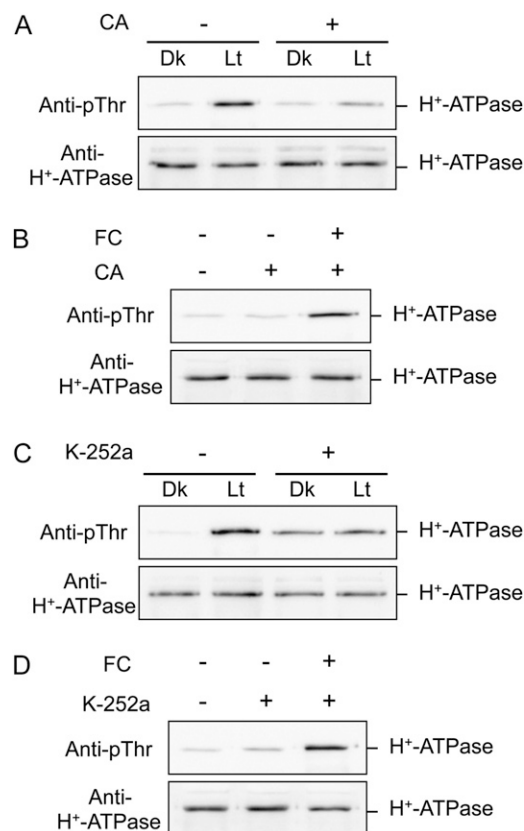 A
CA - +
Dk Lt Dk Lt
Anti-pThr H⁺-ATPase
Anti-
H⁺-ATPase H⁺-ATPase
B
FC - - +
CA - + +
Anti-pThr H⁺-ATPase
Anti-
H⁺-ATPase H⁺-ATPase
C
K-252a - +
Dk Lt Dk Lt
Anti-pThr H⁺-ATPase
Anti-
H⁺-ATPase H⁺-ATPase
D
FC - - +
K-252a - + +
Anti-pThr H⁺-ATPase
Anti-
H⁺-ATPase H⁺-ATPase